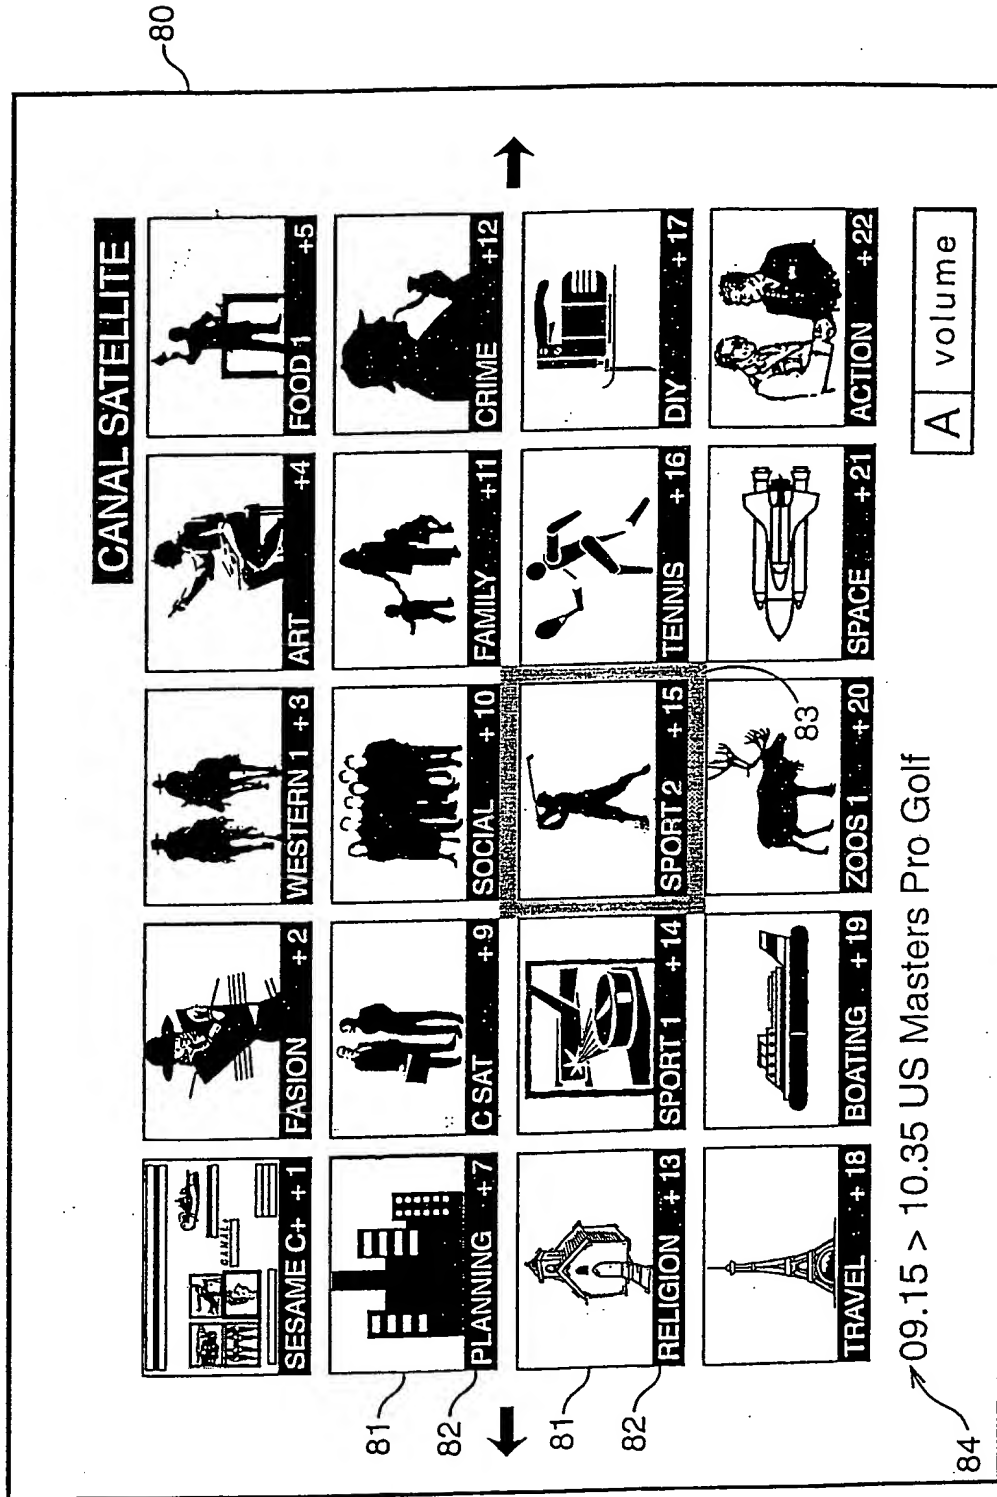 80
CANAL SATELLITE
SESAME C+ +1
FASION +2
WESTERN 1 +3
ART +4
FOOD 1 +5
81
82
PLANNING +7
C SAT +9
SOCIAL +10
FAMILY +11
CRIME +12
81
82
RELIGION +13
SPORT 1 +14
SPORT 2 +15
TENNIS +16
DIY +17
83
TRAVEL +18
BOATING +19
ZOOS 1 +20
SPACE +21
ACTION +22
84
09.15 > 10.35 US Masters Pro Golf
A volume